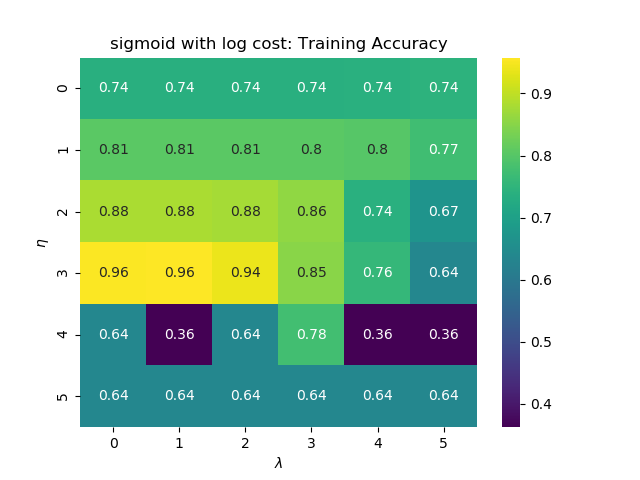 sigmoid with log cost: Training Accuracy
0 0.74 0.74 0.74 0.74 0.74 0.74
1 0.81 0.81 0.81 0.8 0.8 0.77
2 0.88 0.88 0.88 0.86 0.74 0.67
3 0.96 0.96 0.94 0.85 0.76 0.64
4 0.64 0.36 0.64 0.78 0.36 0.36
5 0.64 0.64 0.64 0.64 0.64 0.64
0 1 2 3 4 5
λ
η
0.9
0.8
0.7
0.6
0.5
0.4